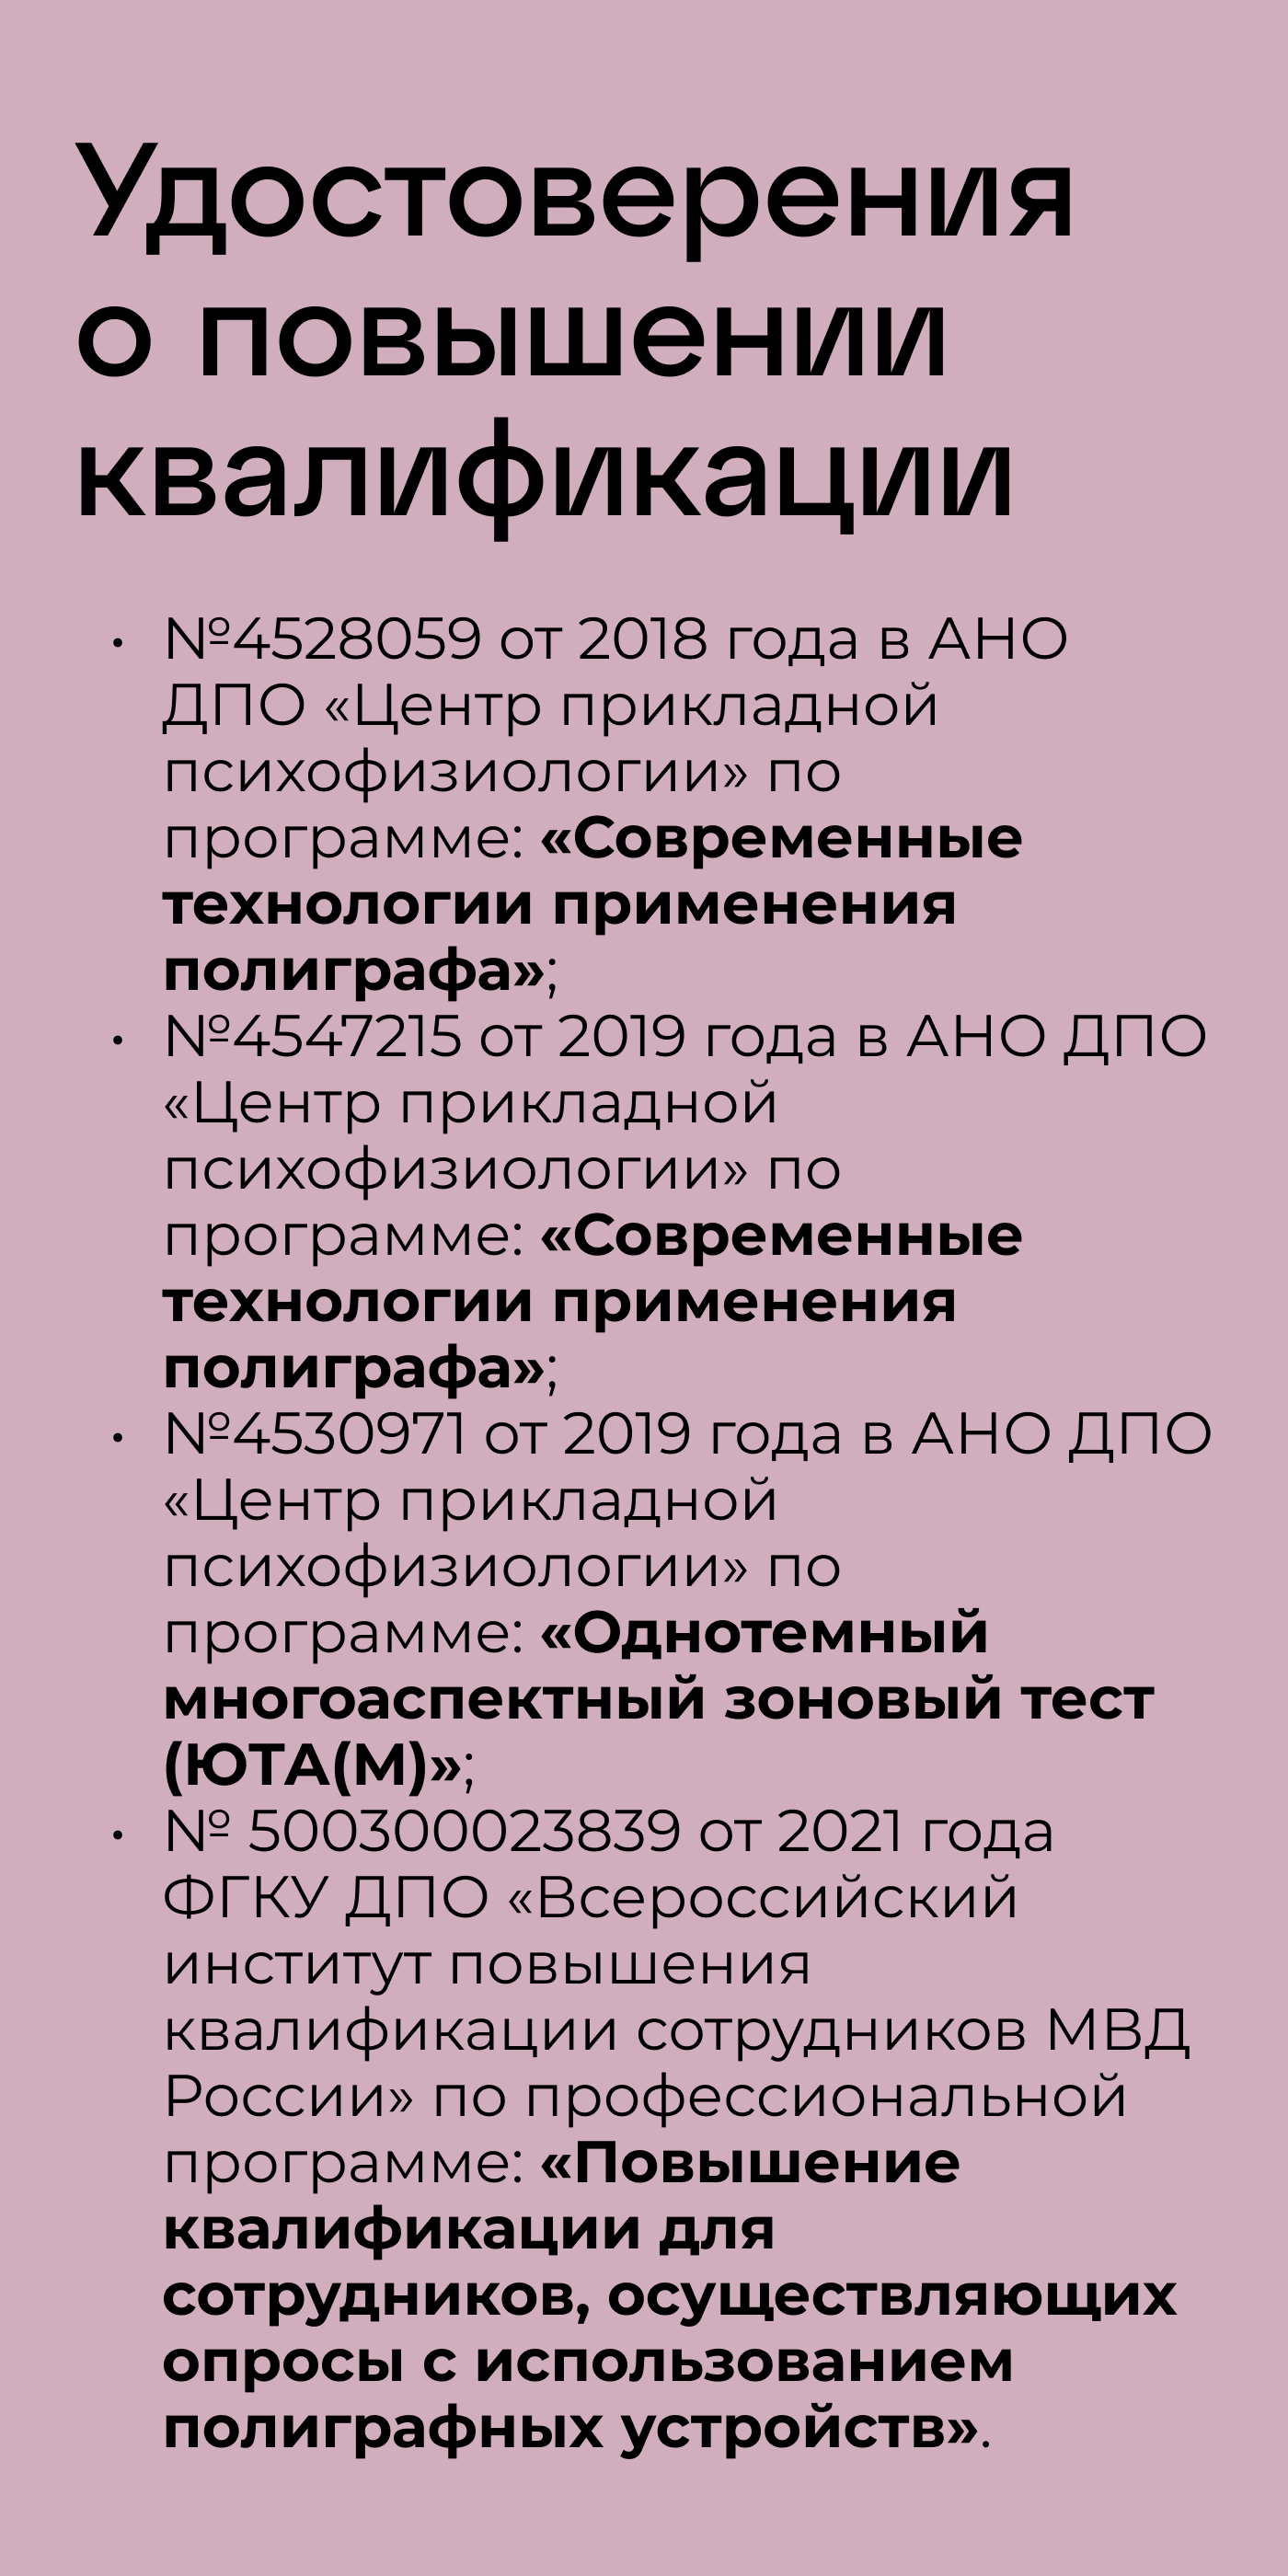 Удостоверения
о повышении
квалификации
• №4528059 от 2018 года в АНО
ДПО «Центр прикладной
психофизиологии» по
программе: «Современные
технологии применения
полиграфа»;
• №4547215 от 2019 года в АНО ДПО
«Центр прикладной
психофизиологии» по
программе: «Современные
технологии применения
полиграфа»;
• №4530971 от 2019 года в АНО ДПО
«Центр прикладной
психофизиологии» по
программе: «Однотемный
многоаспектный зоновый тест
(ЮТА(М)»;
• № 500300023839 от 2021 года
ФГКУ ДПО «Всероссийский
институт повышения
квалификации сотрудников МВД
России» по профессиональной
программе: «Повышение
квалификации для
сотрудников, осуществляющих
опросы с использованием
полиграфных устройств».